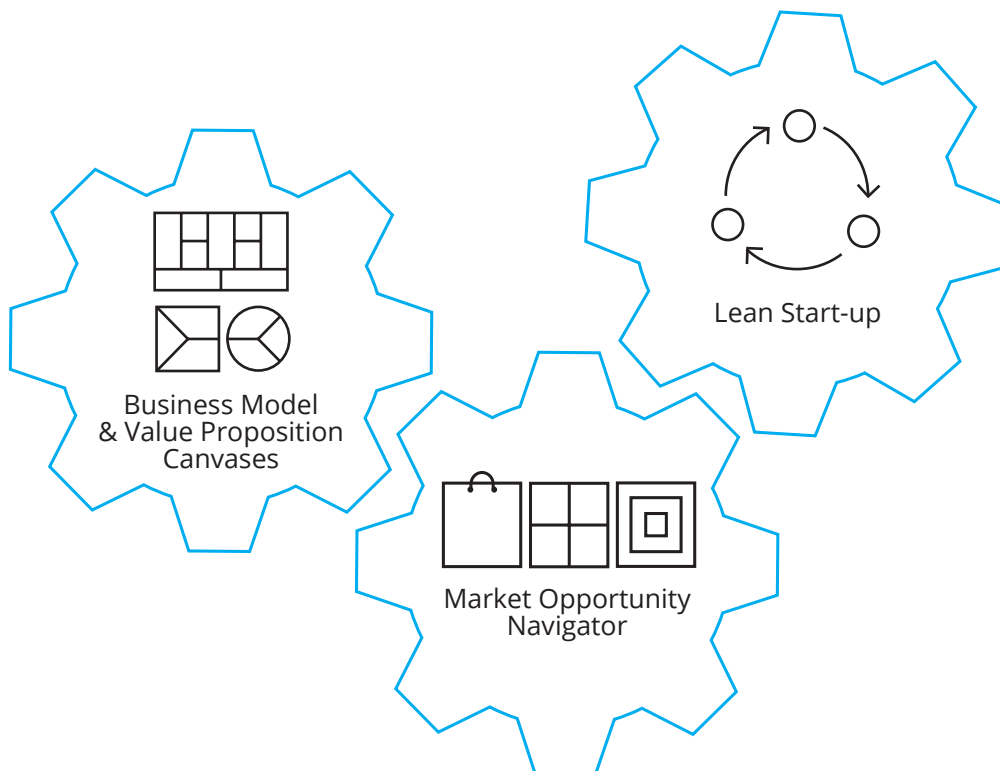 Lean Start-up
Business Model
& Value Proposition
Canvases
Market Opportunity
Navigator